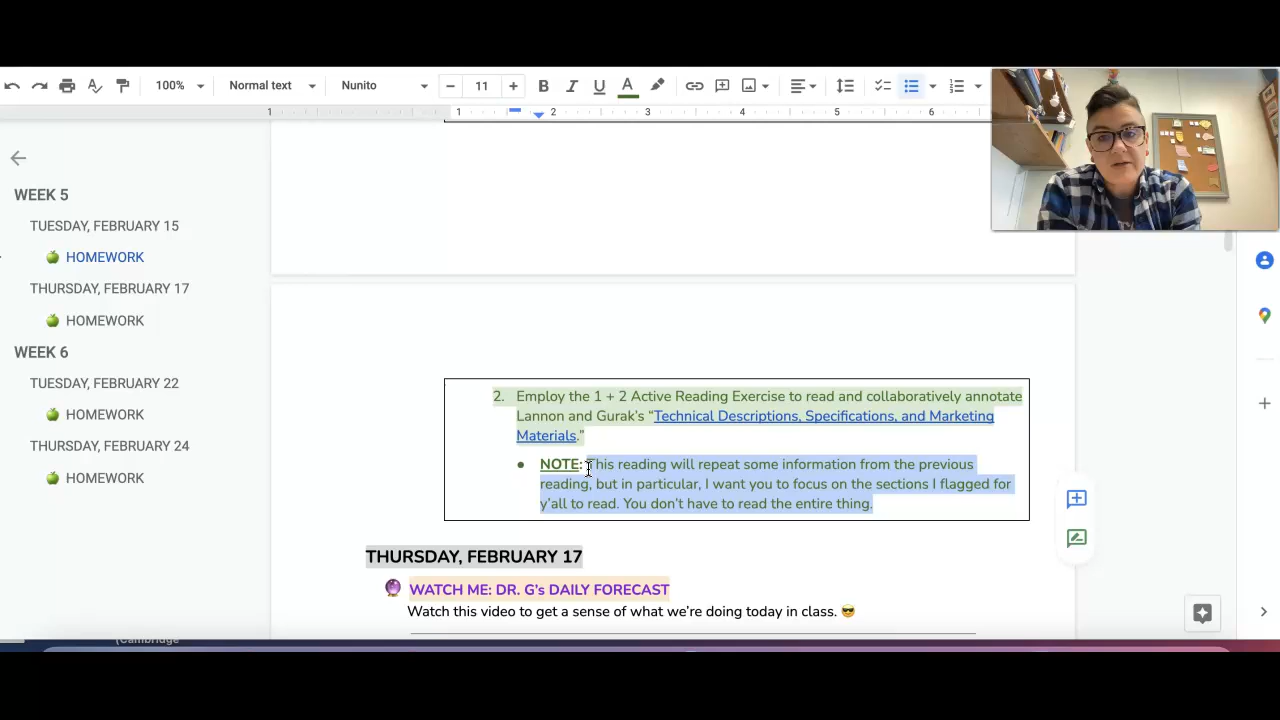 100%
Normal text
Nunito
11
B I U A
1 1 2 3 4 5 6
WEEK 5
TUESDAY, FEBRUARY 15
HOMEWORK
THURSDAY, FEBRUARY 17
HOMEWORK
WEEK 6
TUESDAY, FEBRUARY 22
HOMEWORK
THURSDAY, FEBRUARY 24
HOMEWORK
2. Employ the 1 + 2 Active Reading Exercise to read and collaboratively annotate
Lannon and Gurak's “Technical Descriptions, Specifications, and Marketing
Materials.”
● NOTE: This reading will repeat some information from the previous
reading, but in particular, I want you to focus on the sections I flagged for
y'all to read. You don't have to read the entire thing.
THURSDAY, FEBRUARY 17
WATCH ME: DR. G's DAILY FORECAST
Watch this video to get a sense of what we're doing today in class. 😎
(Cambridge